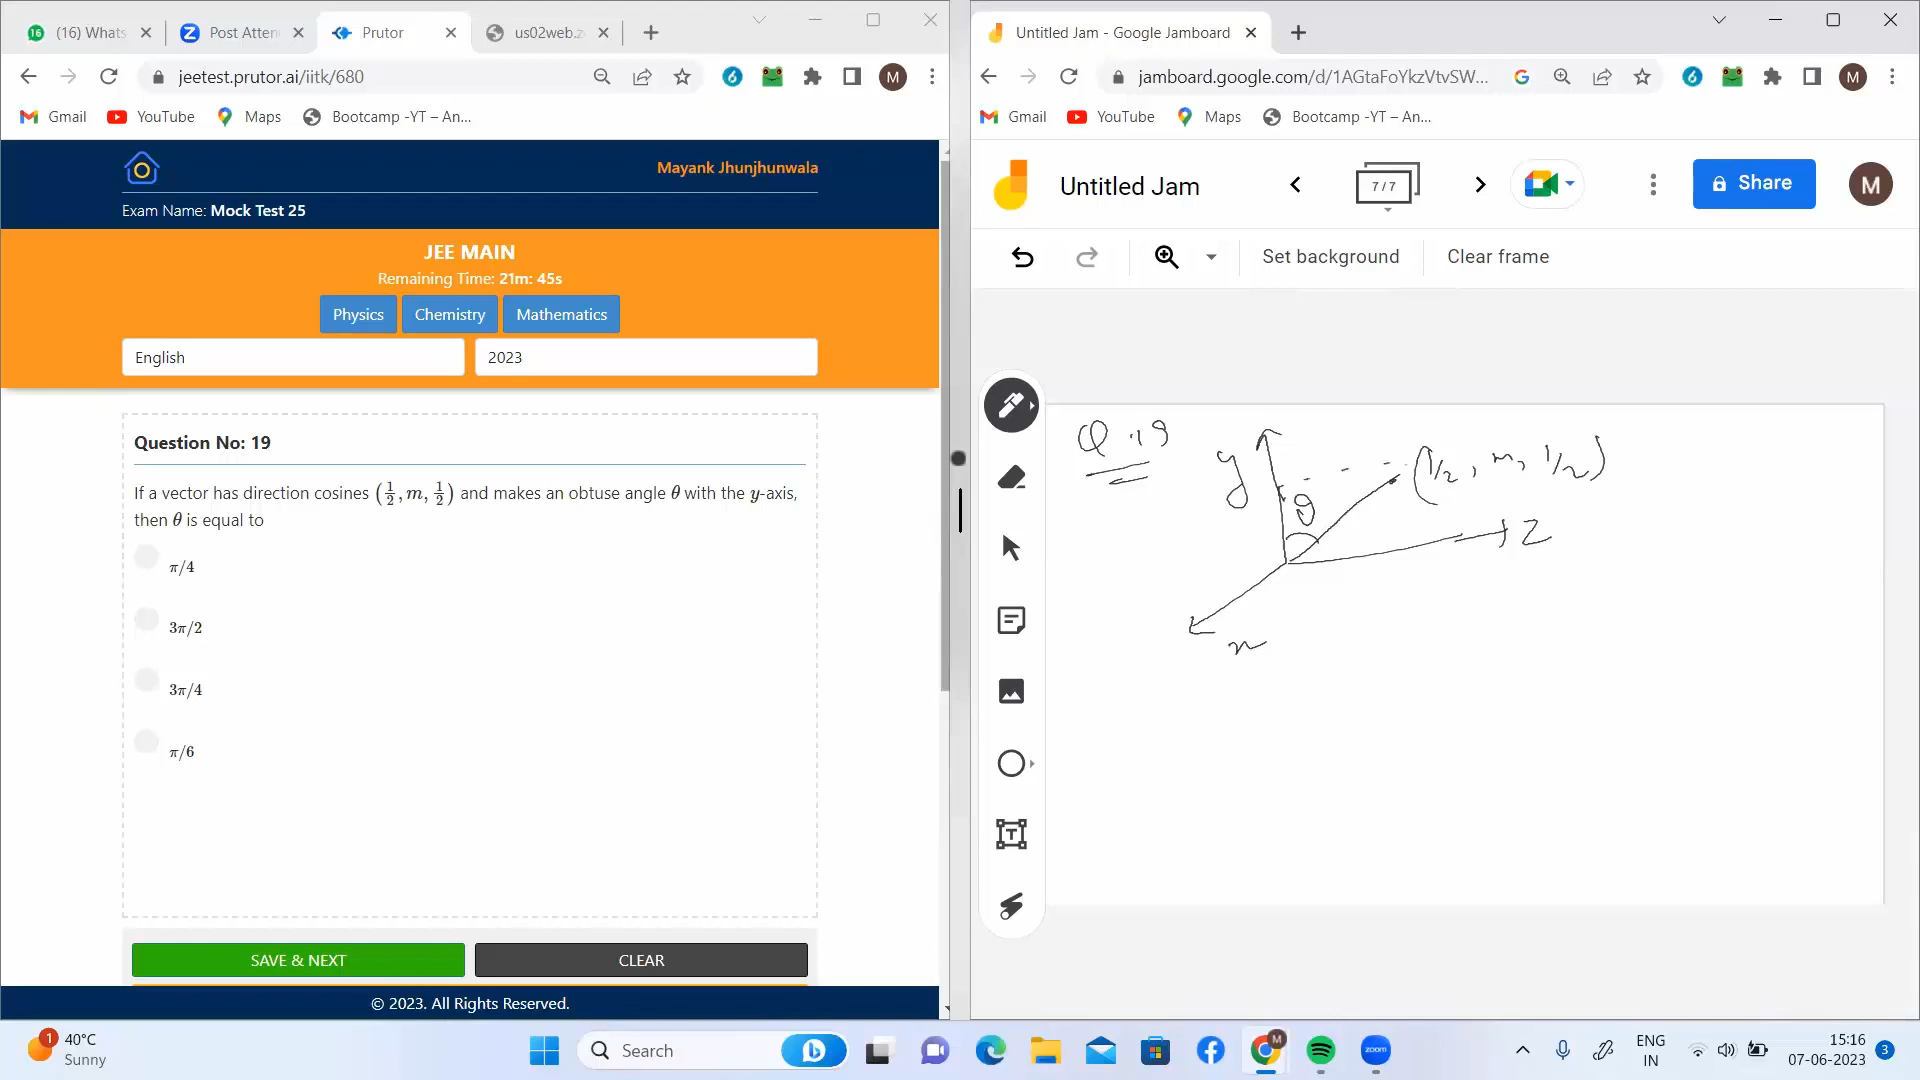 (16) Whats
Post Atten
Prutor
us02web.z
jeetest.prutor.ai/iitk/680
M
Gmail
YouTube
Maps
Bootcamp -YT – An...
Mayank Jhunjhunwala
Exam Name: Mock Test 25
JEE MAIN
Remaining Time: 21m: 45s
Physics
Chemistry
Mathematics
English
2023
Question No: 19
If a vector has direction cosines (1/2, m, 1/2) and makes an obtuse angle θ with the y-axis,
then θ is equal to
π/4
3π/2
3π/4
π/6
SAVE & NEXT
CLEAR
© 2023. All Rights Reserved.
Untitled Jam - Google Jamboard
jamboard.google.com/d/1AGtaFoYkzVtvSW...
M
Gmail
YouTube
Maps
Bootcamp -YT – An...
Untitled Jam
7 / 7
Share
M
Set background
Clear frame
Q.19
y
θ
(1/2, m, 1/2)
z
x
1
40°C
Sunny
Search
M
zoom
ENG
IN
15:16
07-06-2023
3